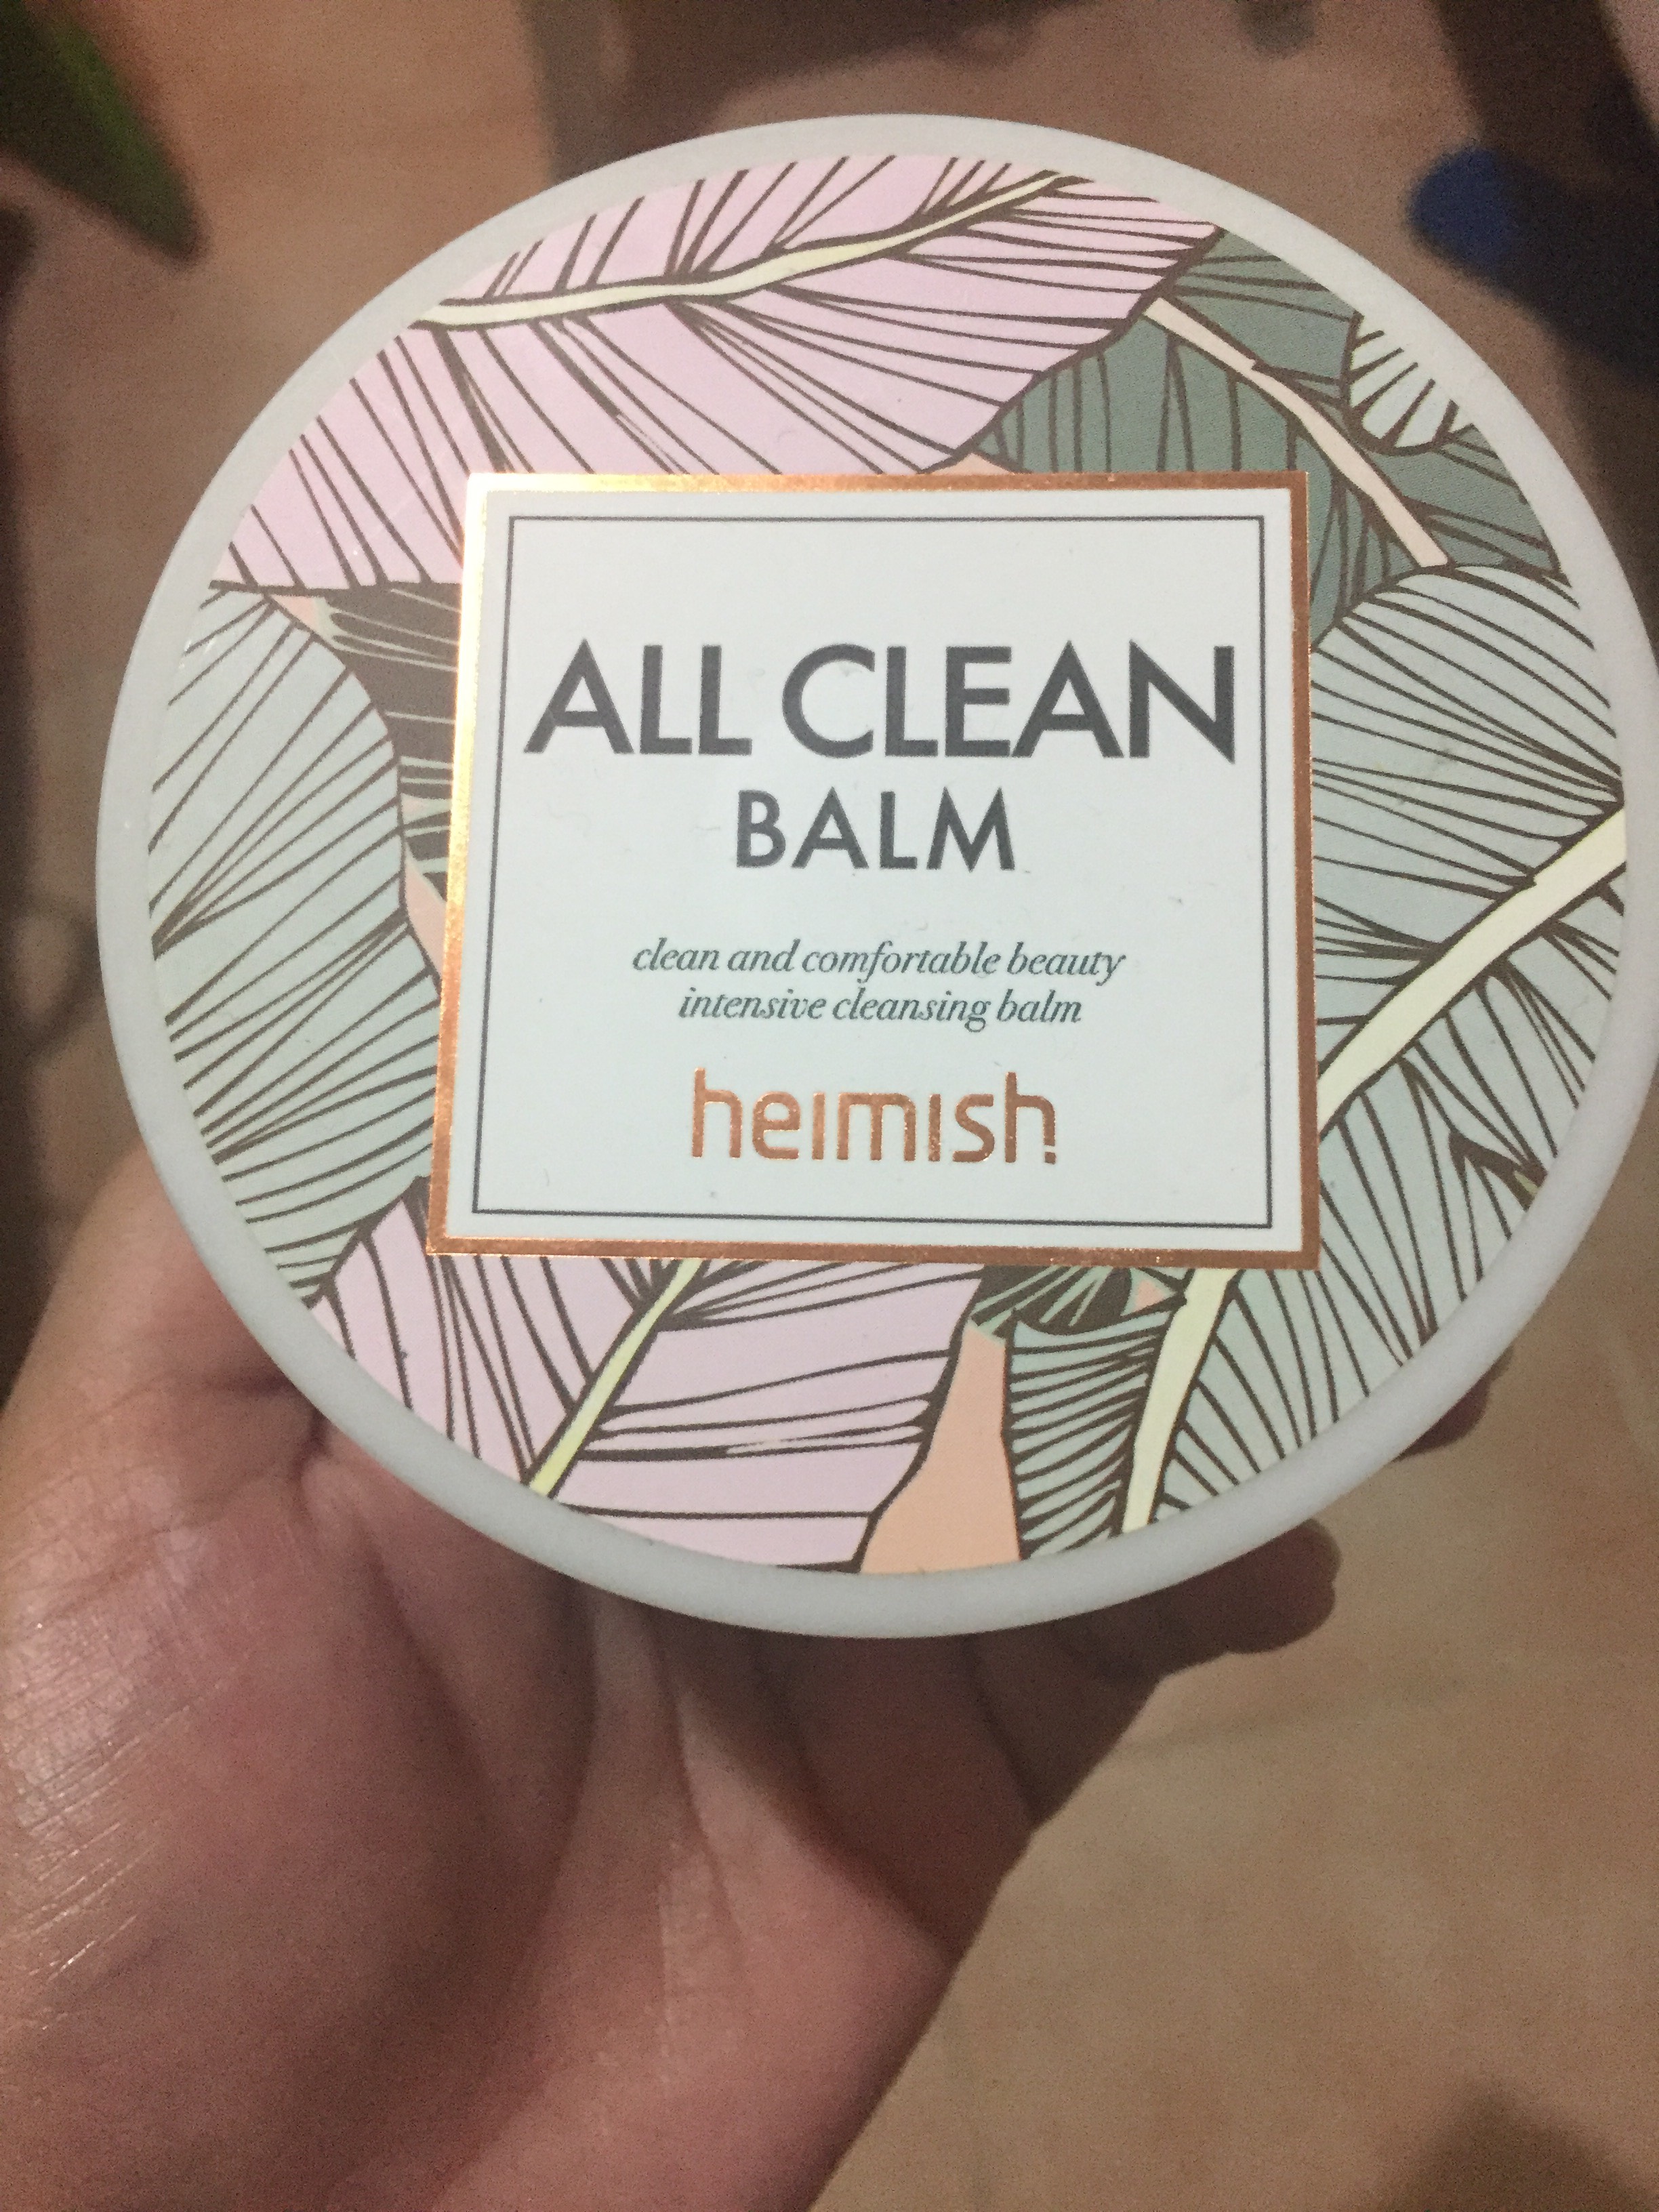 ALL CLEAN
BALM
clean and comfortable beauty
intensive cleansing balm
heimish